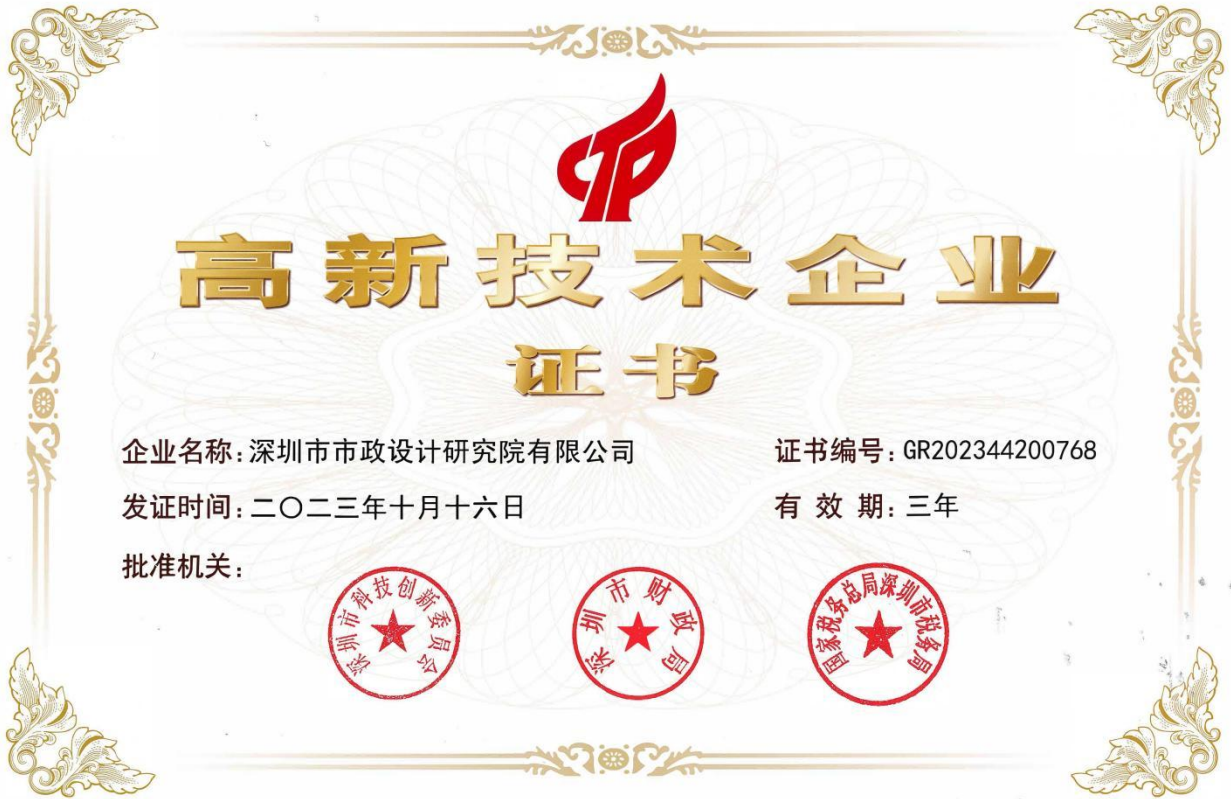 高新技术企业
证书
企业名称：深圳市市政设计研究院有限公司
证书编号：GR202344200768
发证时间：二〇二三年十月十六日
有效期：三年
批准机关：
深圳市科技创新委员会
深圳市财政局
国家税务总局深圳市税务局